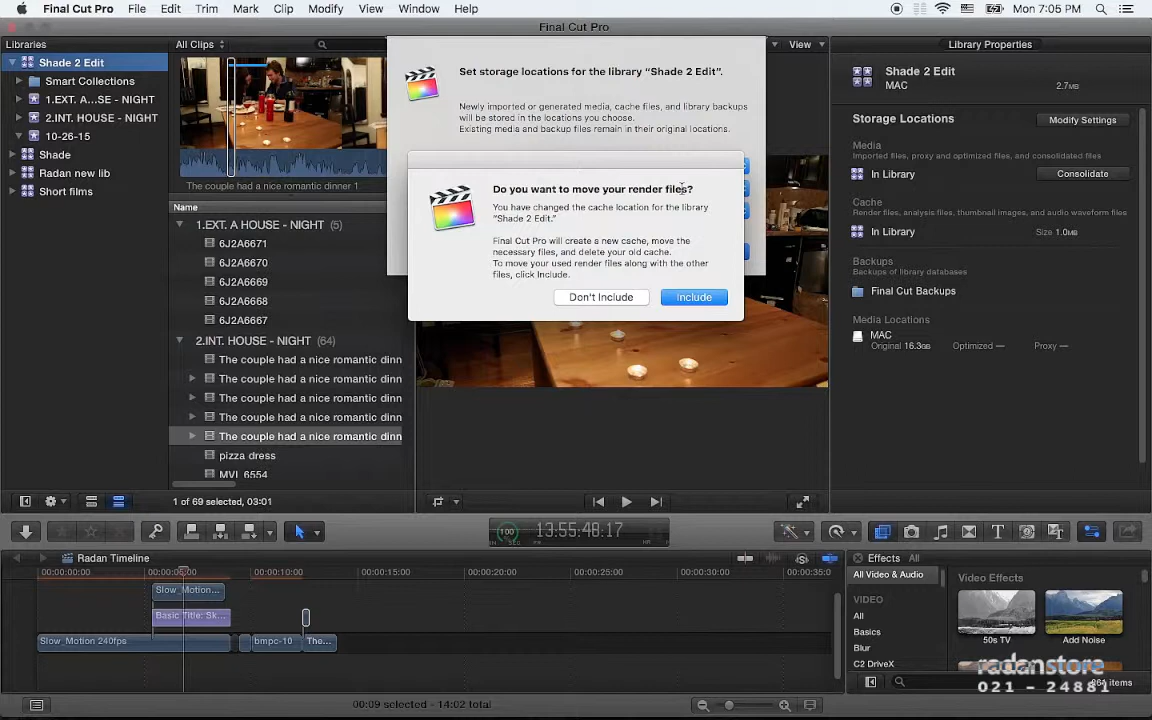 Final Cut Pro File Edit Trim Mark Clip Modify View Window Help
Mon 7:05 PM
Final Cut Pro
Libraries
Shade 2 Edit
Smart Collections
1.EXT. A...SE - NIGHT
2.INT. HOUSE - NIGHT
10-26-15
Shade
Radan new lib
Short films
All Clips
The couple had a nice romantic dinner 1
Name
1.EXT. A HOUSE - NIGHT (5)
6J2A6671
6J2A6670
6J2A6669
6J2A6668
6J2A6667
2.INT. HOUSE - NIGHT (64)
The couple had a nice romantic dinn
The couple had a nice romantic dinn
The couple had a nice romantic dinn
The couple had a nice romantic dinn
The couple had a nice romantic dinn
pizza dress
MVI_6554
1 of 69 selected, 03:01
Set storage locations for the library “Shade 2 Edit”.
Newly imported or generated media, cache files, and library backups
will be stored in the locations you choose.
Existing media and backup files remain in their original locations.
Do you want to move your render files?
You have changed the cache location for the library
“Shade 2 Edit.”
Final Cut Pro will create a new cache, move the
necessary files, and delete your old cache.
To move your used render files along with the other
files, click Include.
Don't Include
Include
View
Library Properties
Shade 2 Edit
MAC
2.7MB
Storage Locations
Modify Settings
Media
Imported files, proxy and optimized files, and consolidated files
In Library
Consolidate
Cache
Render files, analysis files, thumbnail images, and audio waveform files
In Library
Size 1.0MB
Backups
Backups of library databases
Final Cut Backups
Media Locations
MAC
Original 16.3GB Optimized — Proxy —
100
13:55:48:17
Radan Timeline
00:00:00:00
00:00:10:00
00:00:15:00
00:00:20:00
00:00:25:00
00:00:30:00
00:00:35:0
Slow_Motion...
Basic Title: Sk...
Slow_Motion 240fps
bmpc-10
The...
00:09 selected - 14:02 total
Effects All
All Video & Audio
VIDEO
All
Basics
Blur
C2 DriveX
Video Effects
50s TV
Add Noise
items
radanstore
021 - 24881